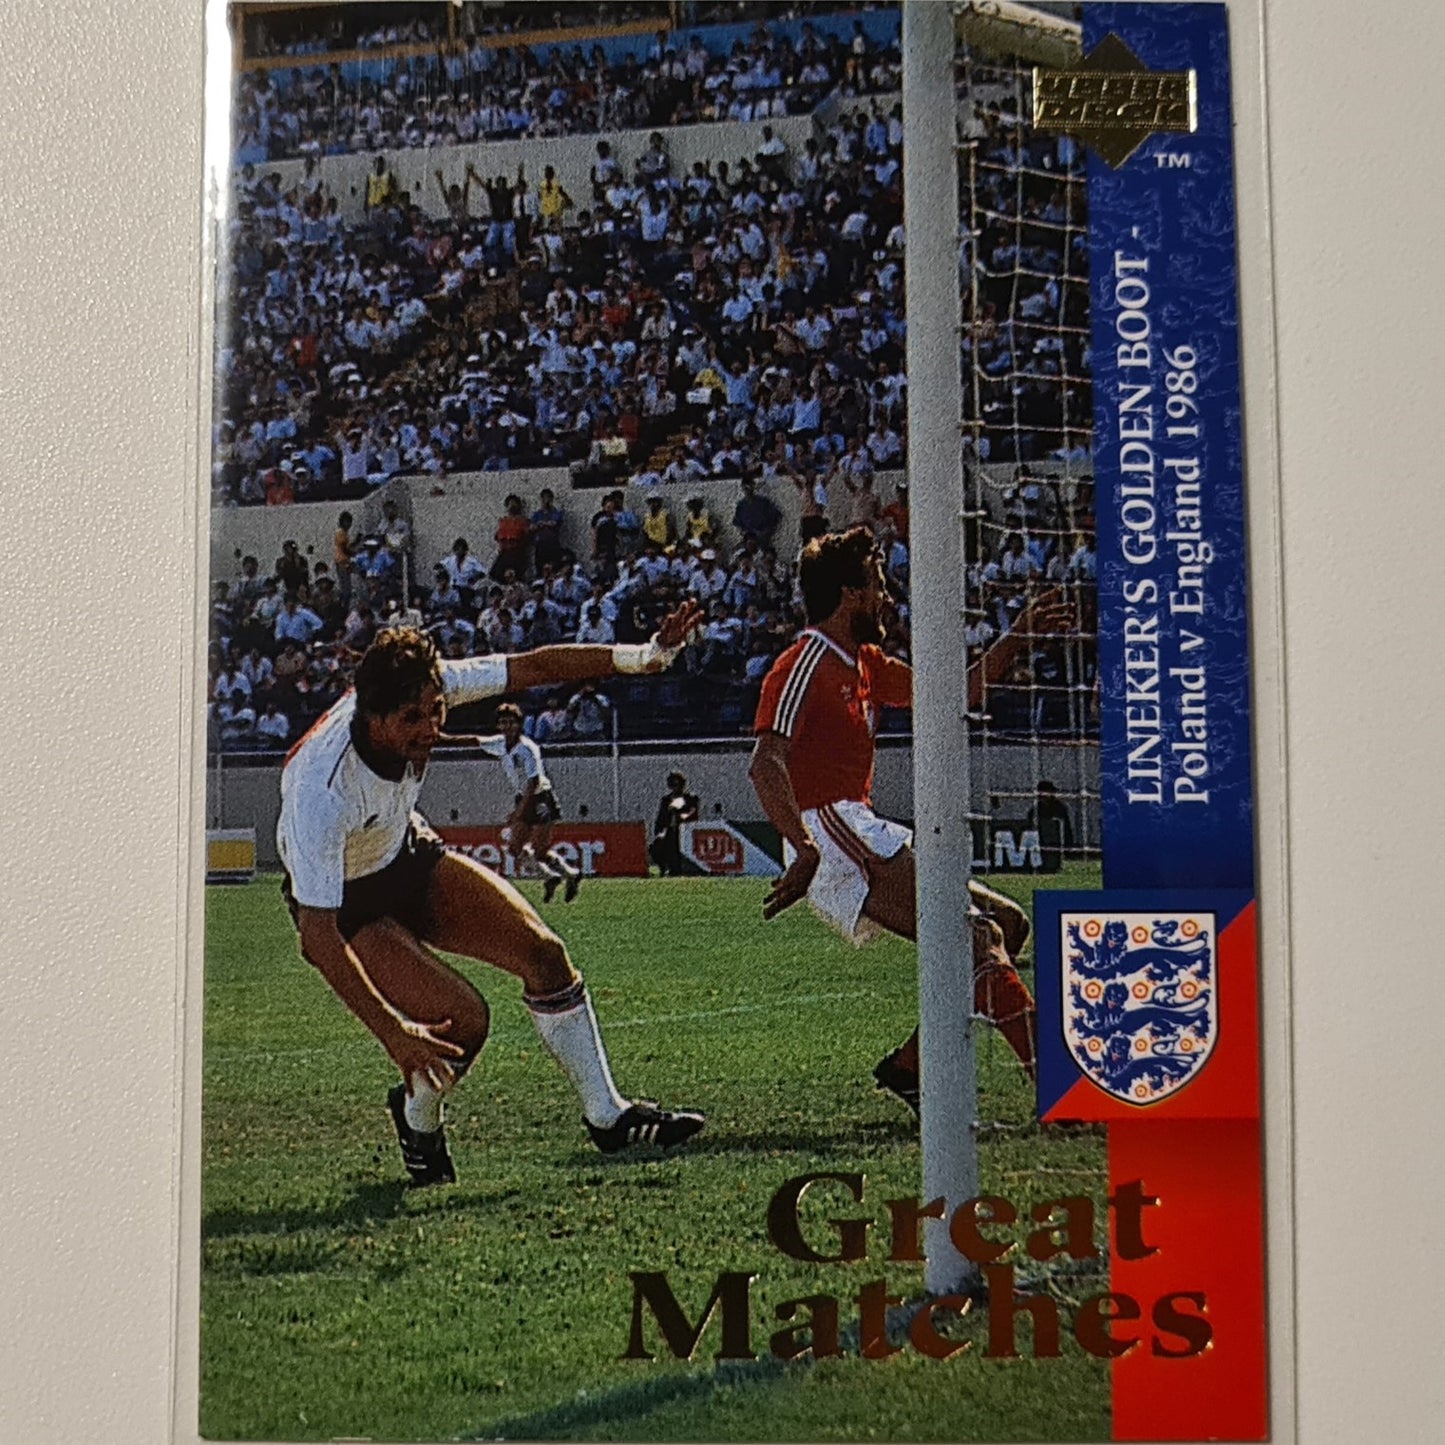 UPPER
DECK
TM
LINEKER'S GOLDEN BOOT -
Poland v England 1986
Great
Matches